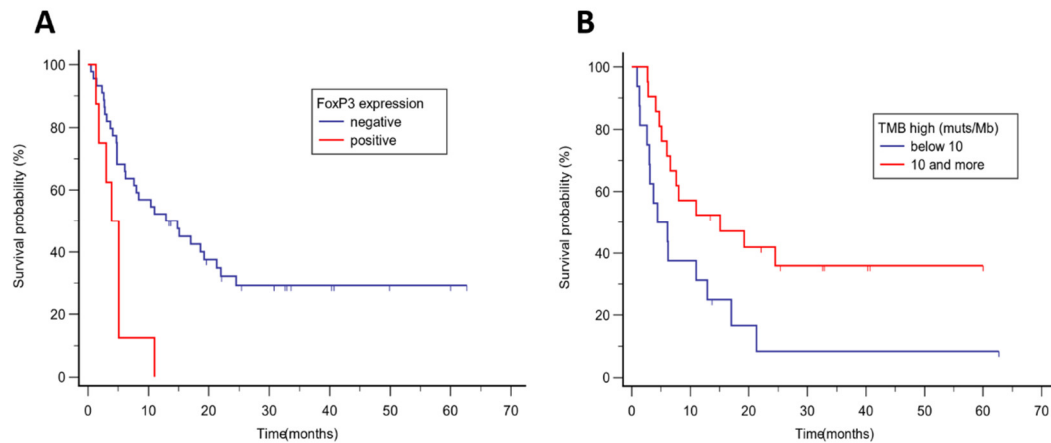 A
Survival probability (%)
100
80
60
40
20
0
FoxP3 expression
negative
positive
0 10 20 30 40 50 60 70
Time(months)
B
Survival probability (%)
100
80
60
40
20
0
TMB high (muts/Mb)
below 10
10 and more
0 10 20 30 40 50 60 70
Time(months)